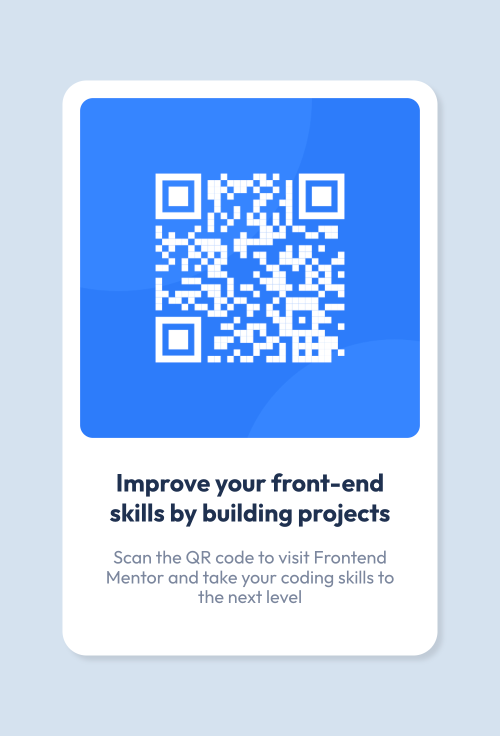 Improve your front-end
skills by building projects
Scan the QR code to visit Frontend
Mentor and take your coding skills to
the next level